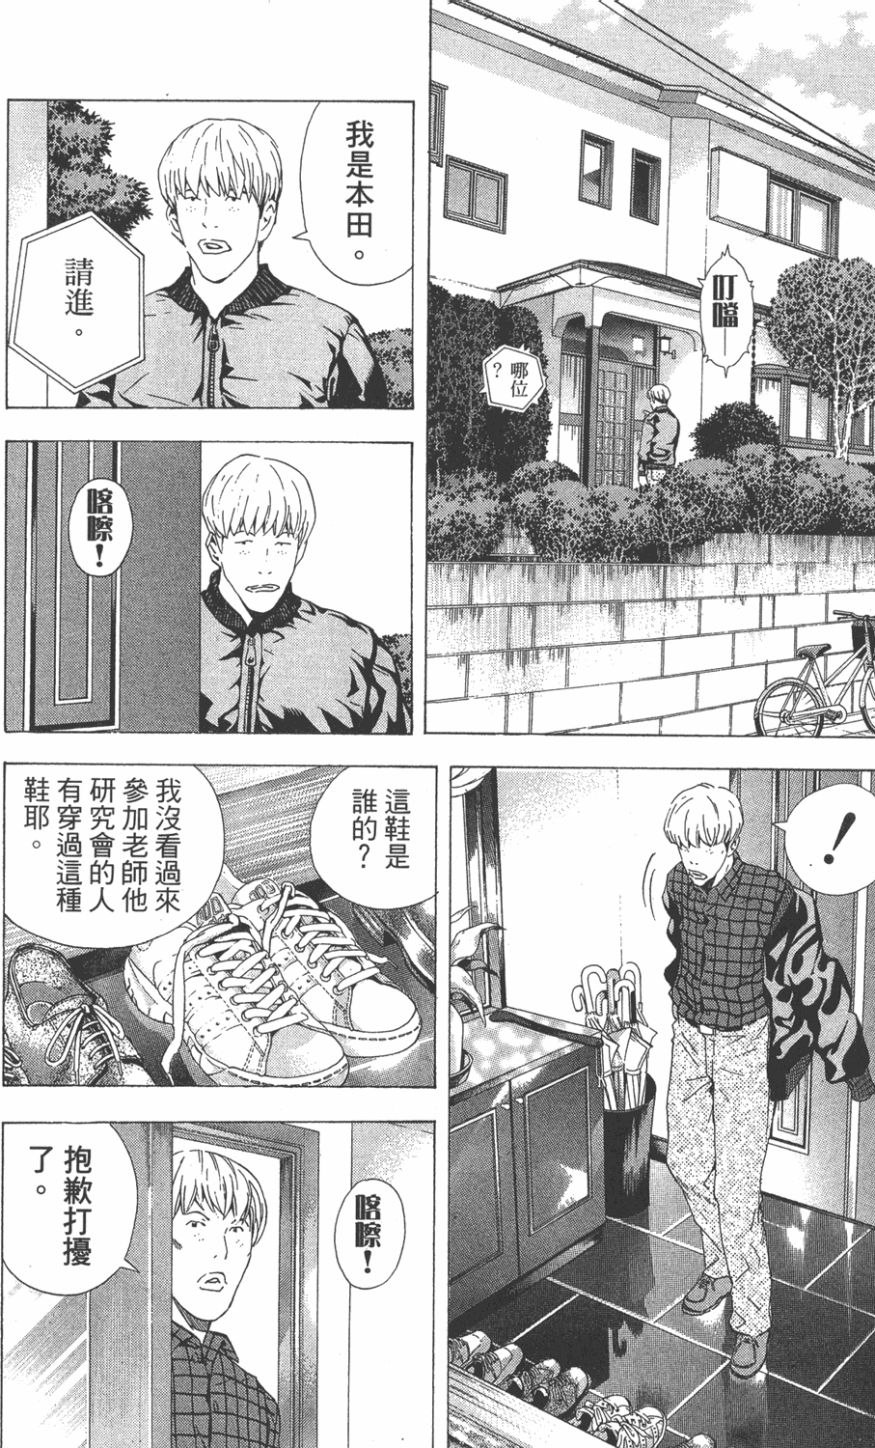 叮噹
哪位
?
我是本田。
請進。
喀嚓!
!
這鞋是
誰的?
我沒看過來
參加老師他
研究會的人
有穿過這種
鞋耶。
喀嚓!
抱歉打擾
了。